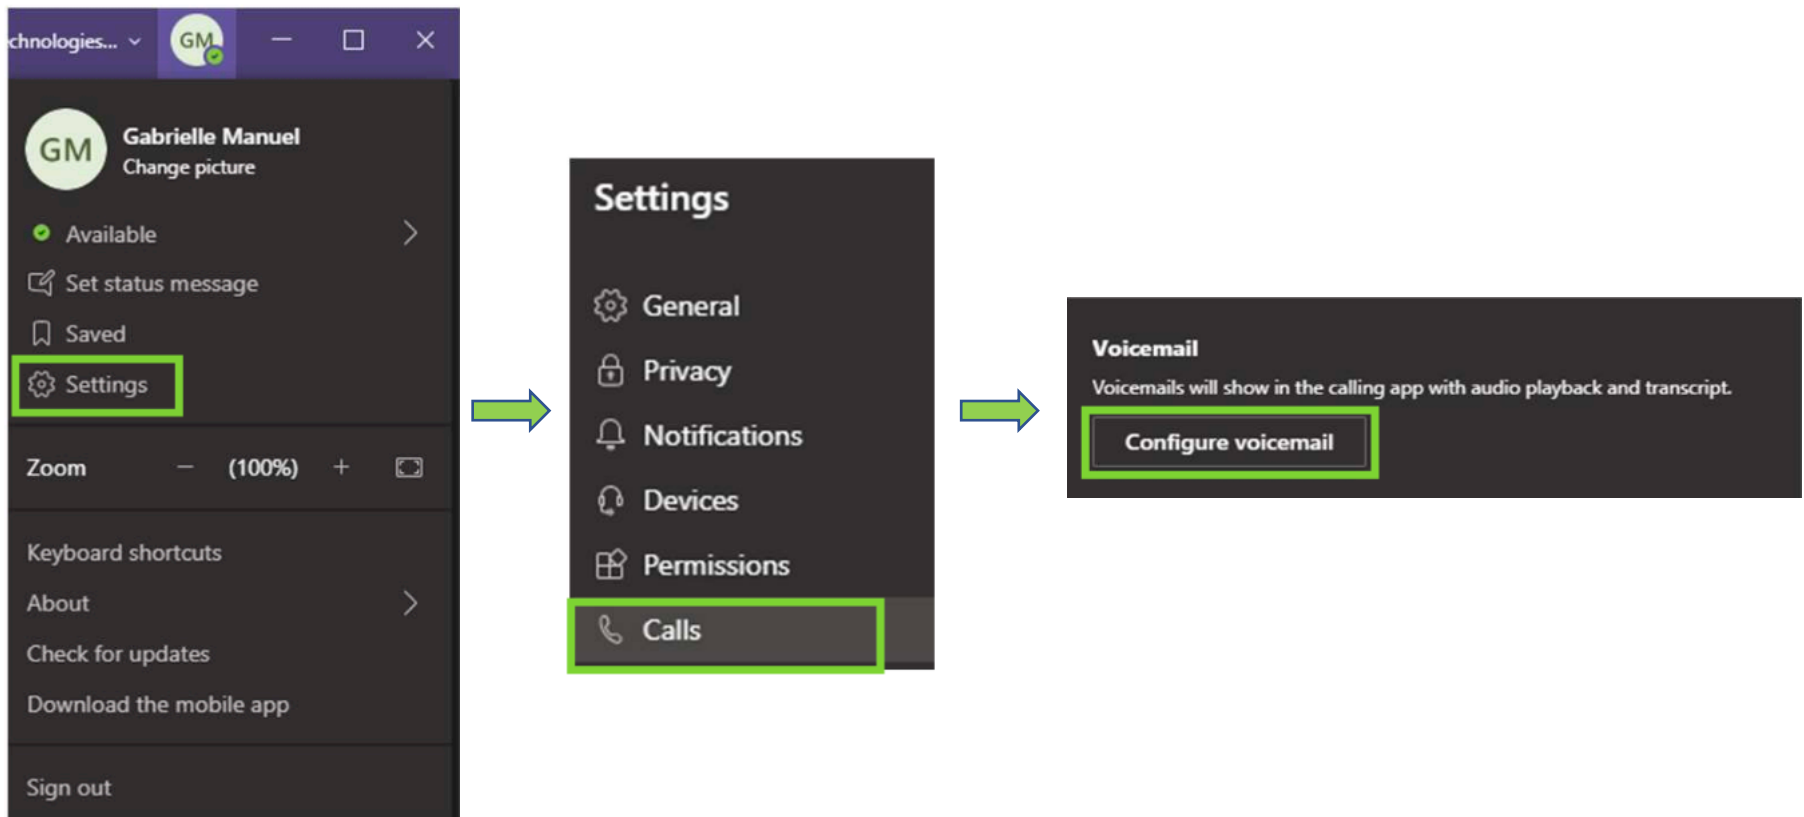 chnologies...
GM
GM
Gabrielle Manuel
Change picture
Available
Set status message
Saved
Settings
Zoom − (100%) +
Keyboard shortcuts
About
Check for updates
Download the mobile app
Sign out
Settings
General
Privacy
Notifications
Devices
Permissions
Calls
Voicemail
Voicemails will show in the calling app with audio playback and transcript.
Configure voicemail